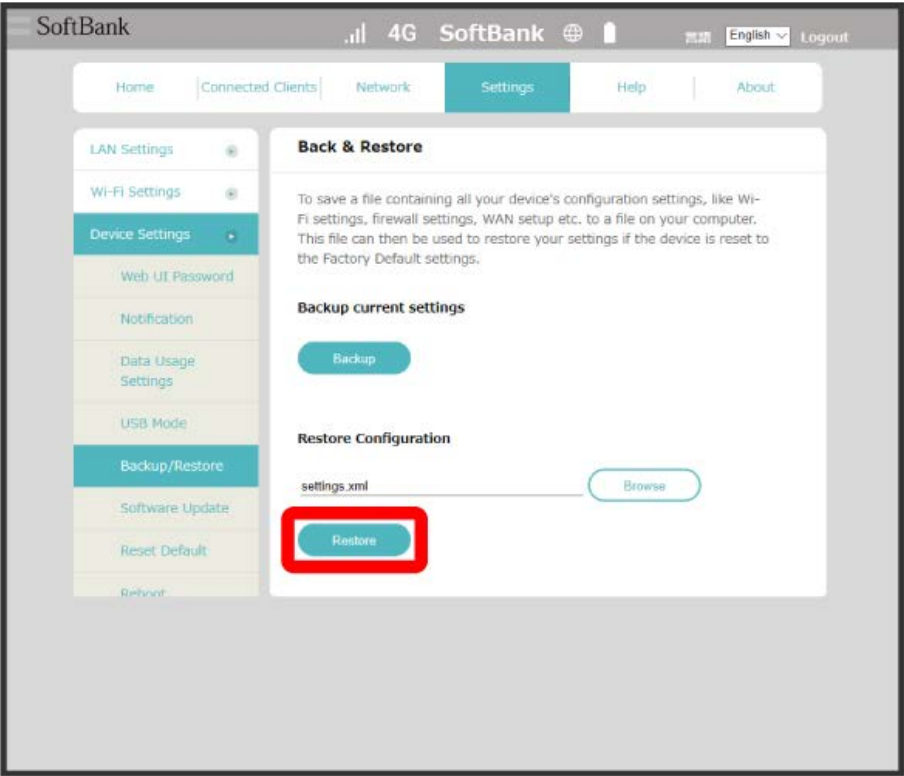 SoftBank
4G SoftBank
言語 English Logout
Home Connected Clients Network Settings Help About
LAN Settings
Wi-Fi Settings
Device Settings
Web UI Password
Notification
Data Usage
Settings
USB Mode
Backup/Restore
Software Update
Reset Default
Reboot
Back & Restore
To save a file containing all your device's configuration settings, like Wi-
Fi settings, firewall settings, WAN setup etc. to a file on your computer.
This file can then be used to restore your settings if the device is reset to
the Factory Default settings.
Backup current settings
Backup
Restore Configuration
settings.xml Browse
Restore